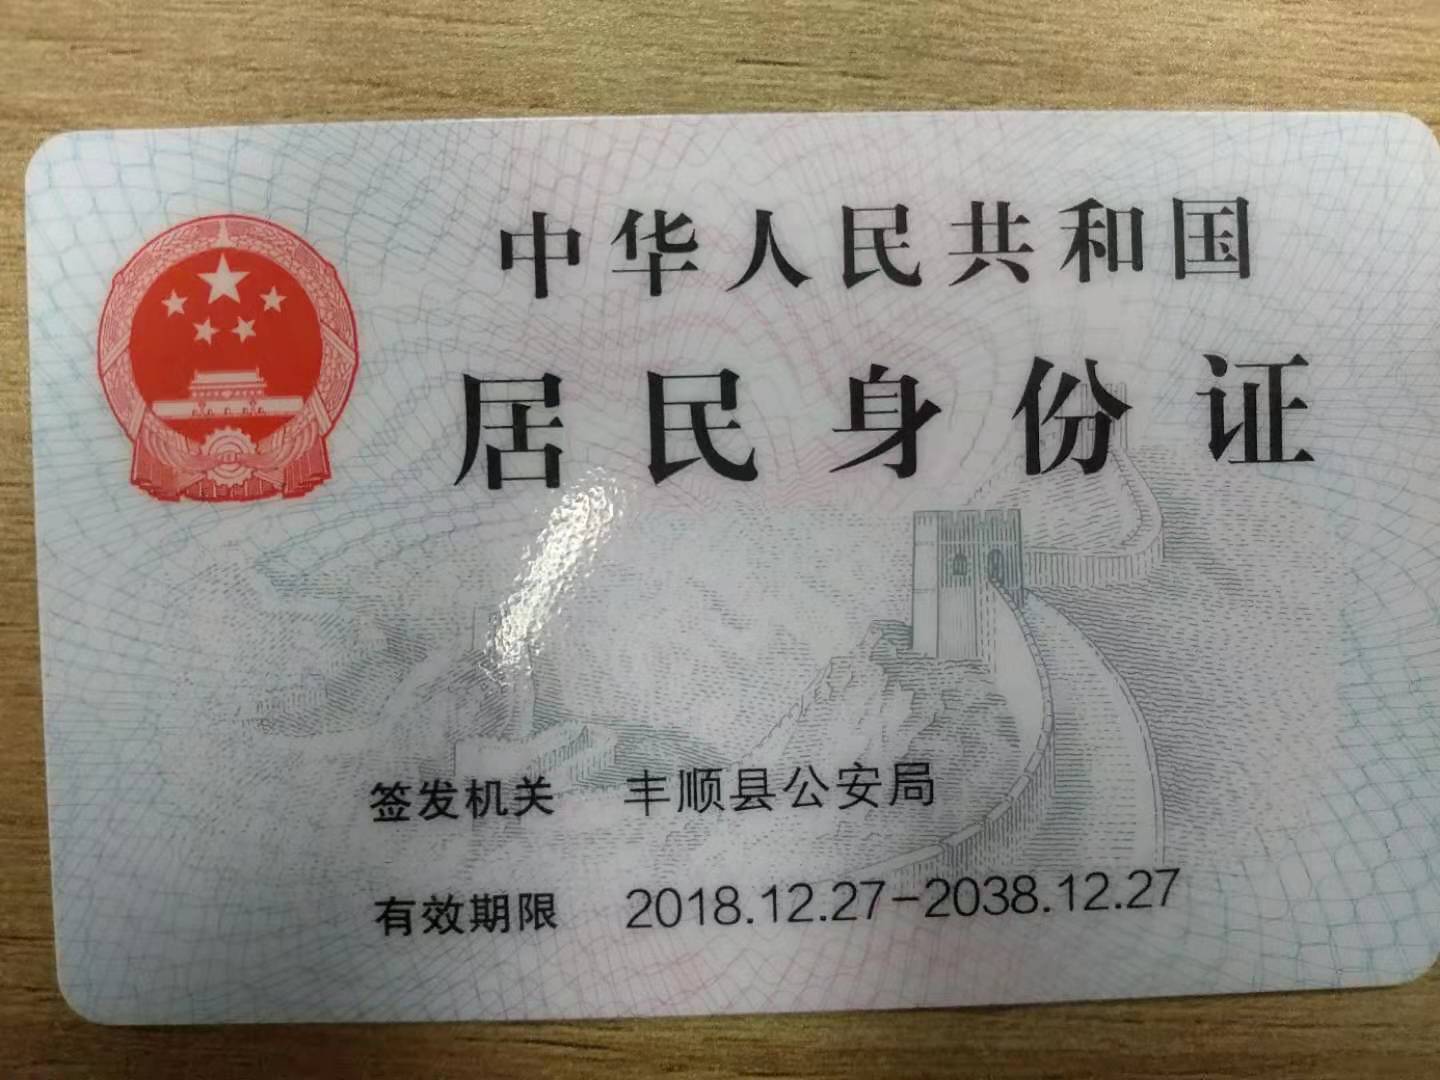 中华人民共和国
居民身份证
签发机关 丰顺县公安局
有效期限 2018.12.27-2038.12.27